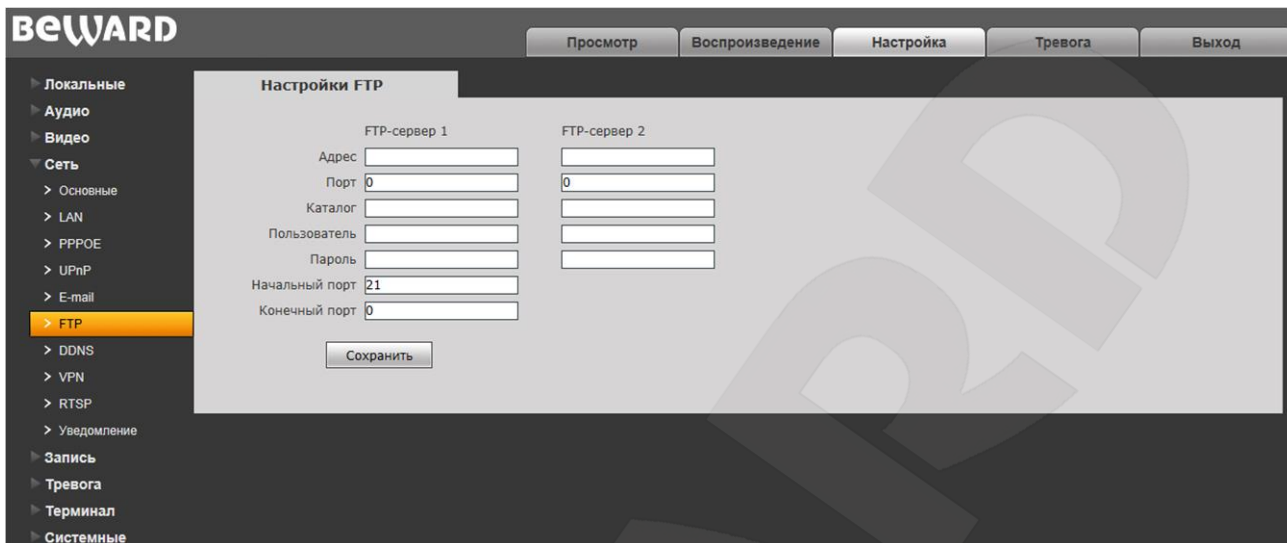 BEWARD
Просмотр Воспроизведение Настройка Тревога Выход
Локальные
Аудио
Видео
Сеть
Основные
LAN
PPPOE
UPnP
E-mail
FTP
DDNS
VPN
RTSP
Уведомление
Запись
Тревога
Терминал
Системные
Настройки FTP
FTP-сервер 1 FTP-сервер 2
Адрес
Порт 0 0
Каталог
Пользователь
Пароль
Начальный порт 21
Конечный порт 0
Сохранить